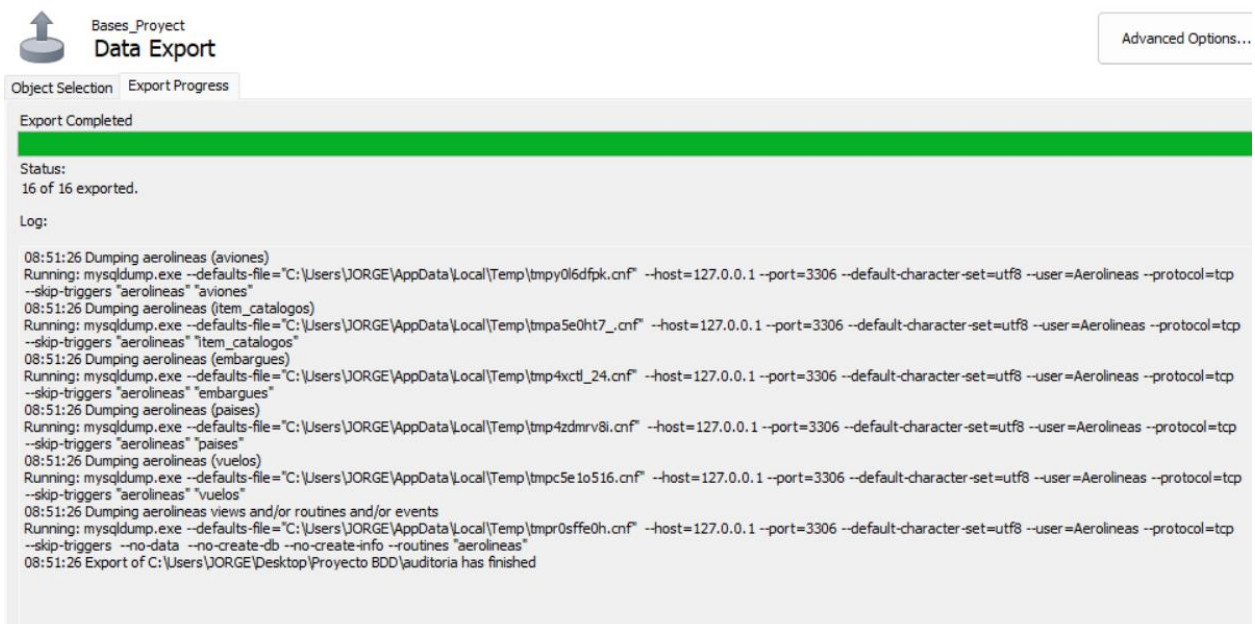 Bases_Proyect
Data Export
Advanced Options...
Object Selection
Export Progress
Export Completed
Status:
16 of 16 exported.
Log:
08:51:26 Dumping aerolineas (aviones)
Running: mysqldump.exe --defaults-file="C:\Users\JORGE\AppData\Local\Temp\tmpy0l6dfpk.cnf"  --host=127.0.0.1 --port=3306 --default-character-set=utf8 --user=Aerolineas --protocol=tcp
--skip-triggers "aerolineas" "aviones"
08:51:26 Dumping aerolineas (item_catalogos)
Running: mysqldump.exe --defaults-file="C:\Users\JORGE\AppData\Local\Temp\tmpa5e0ht7_.cnf"  --host=127.0.0.1 --port=3306 --default-character-set=utf8 --user=Aerolineas --protocol=tcp
--skip-triggers "aerolineas" "item_catalogos"
08:51:26 Dumping aerolineas (embargues)
Running: mysqldump.exe --defaults-file="C:\Users\JORGE\AppData\Local\Temp\tmp4xctl_24.cnf"  --host=127.0.0.1 --port=3306 --default-character-set=utf8 --user=Aerolineas --protocol=tcp
--skip-triggers "aerolineas" "embargues"
08:51:26 Dumping aerolineas (paises)
Running: mysqldump.exe --defaults-file="C:\Users\JORGE\AppData\Local\Temp\tmp4zdmrv8i.cnf"  --host=127.0.0.1 --port=3306 --default-character-set=utf8 --user=Aerolineas --protocol=tcp
--skip-triggers "aerolineas" "paises"
08:51:26 Dumping aerolineas (vuelos)
Running: mysqldump.exe --defaults-file="C:\Users\JORGE\AppData\Local\Temp\tmpc5e1o516.cnf"  --host=127.0.0.1 --port=3306 --default-character-set=utf8 --user=Aerolineas --protocol=tcp
--skip-triggers "aerolineas" "vuelos"
08:51:26 Dumping aerolineas views and/or routines and/or events
Running: mysqldump.exe --defaults-file="C:\Users\JORGE\AppData\Local\Temp\tmpr0sffe0h.cnf"  --host=127.0.0.1 --port=3306 --default-character-set=utf8 --user=Aerolineas --protocol=tcp
--skip-triggers  --no-data  --no-create-db --no-create-info --routines "aerolineas"
08:51:26 Export of C:\Users\JORGE\Desktop\Proyecto BDD\auditoria has finished